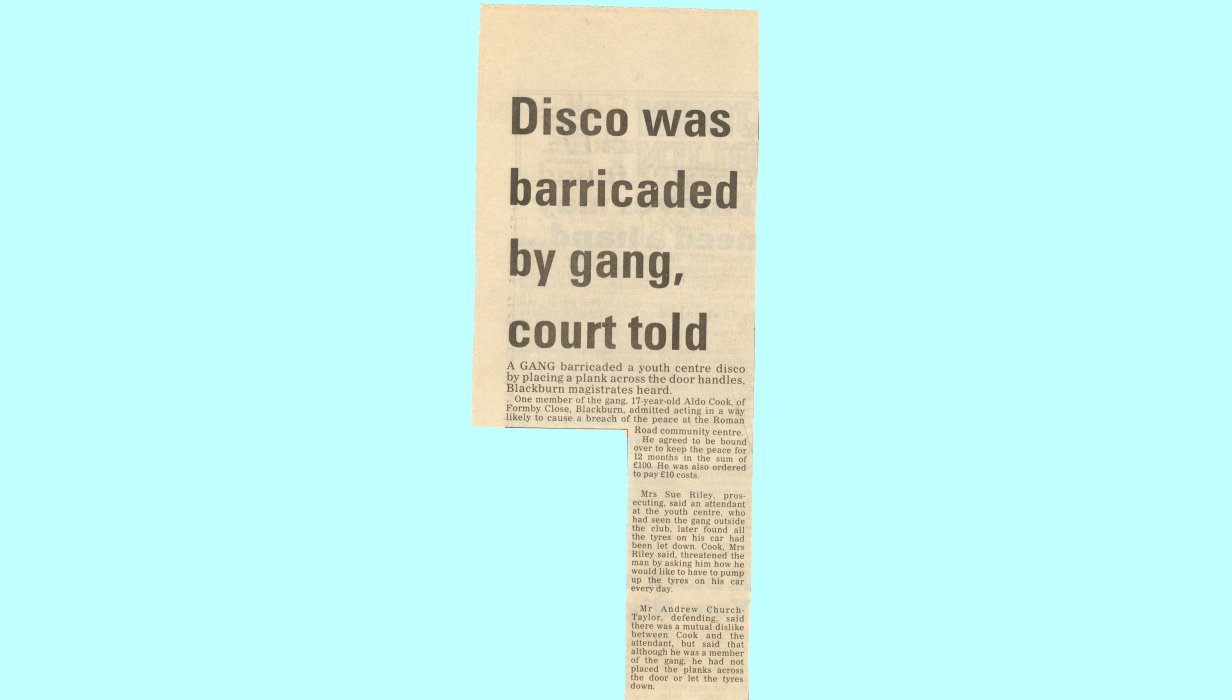 Disco was
barricaded
by gang,
court told
A GANG barricaded a youth centre disco
by placing a plank across the door handles,
Blackburn magistrates heard.
One member of the gang, 17-year-old Aldo Cook, of
Formby Close, Blackburn, admitted acting in a way
likely to cause a breach of the peace at the Roman
Road community centre.
He agreed to be bound
over to keep the peace for
12 months in the sum of
£100. He was also ordered
to pay £10 costs.
Mrs Sue Riley, pros-
ecuting, said an attendant
at the youth centre, who
had seen the gang outside
the club, later found all
the tyres on his car had
been let down. Cook, Mrs
Riley said, threatened the
man by asking him how he
would like to have to pump
up the tyres on his car
every day.
Mr Andrew Church-
Taylor, defending, said
there was a mutual dislike
between Cook and the
attendant, but said that
although he was a member
of the gang, he had not
placed the planks across
the door or let the tyres
down.